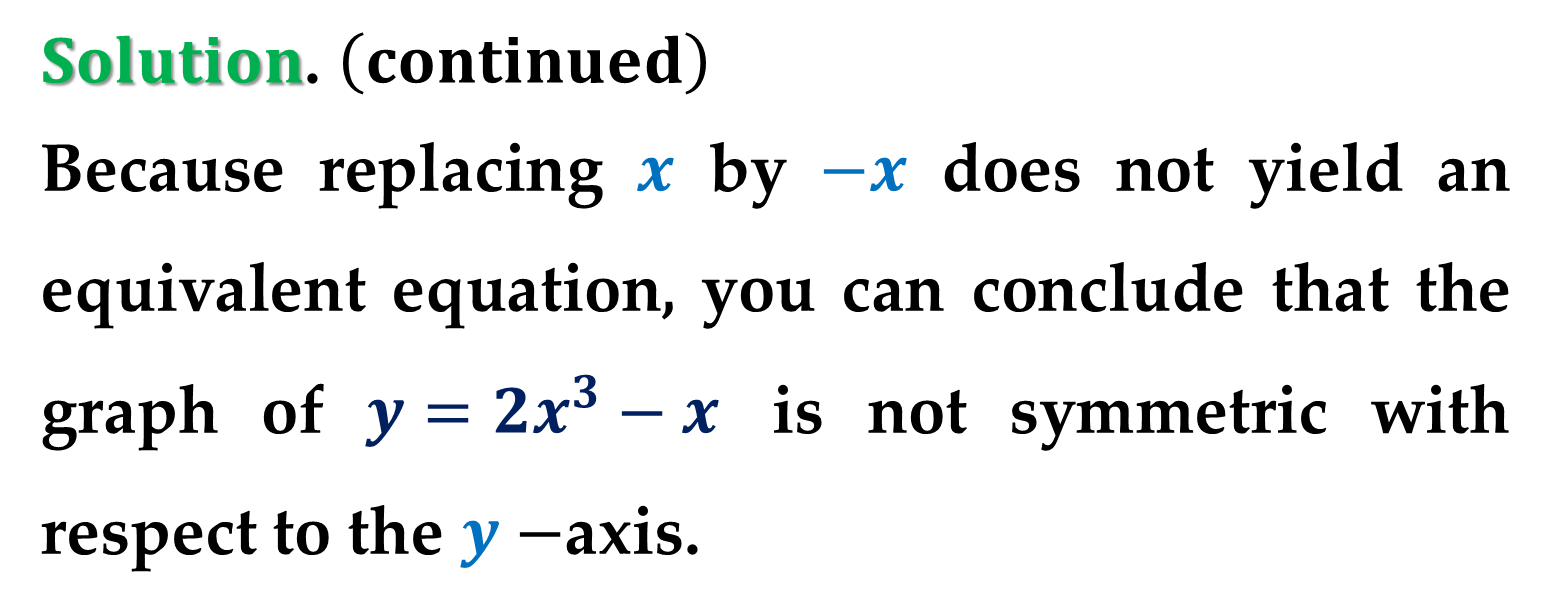 Solution. (continued)
Because replacing x by −x does not yield an
equivalent equation, you can conclude that the
graph of y = 2x³ − x is not symmetric with
respect to the y −axis.